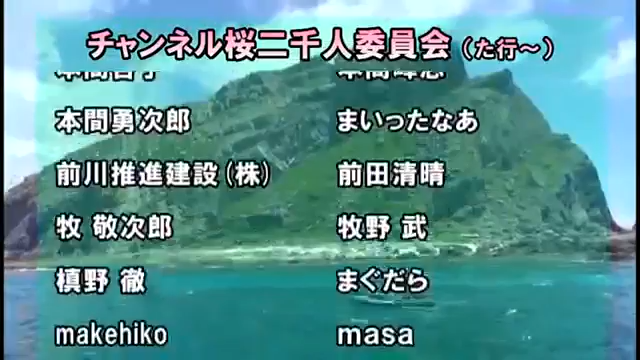 チャンネル桜二千人委員会（た行～）
本間勇次郎 まいったなあ
前川推進建設(株) 前田清晴
牧 敬次郎 牧野 武
槙野 徹 まぐだら
makehiko masa